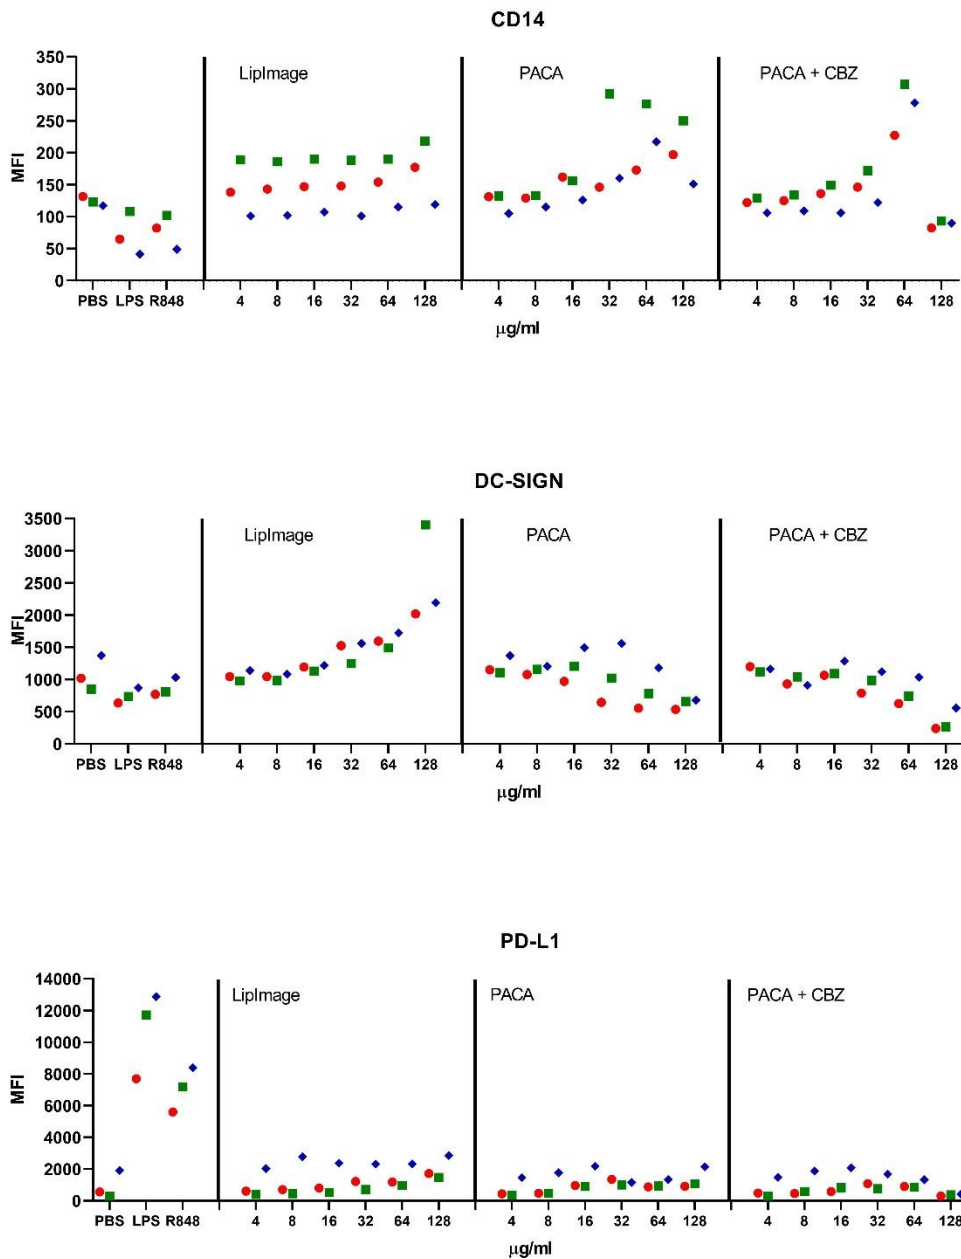 CD14
350
300
250
200
150
100
50
0
MFI
LipImage
PACA
PACA + CBZ
PBS LPS R848
4 8 16 32 64 128
4 8 16 32 64 128
4 8 16 32 64 128
μg/ml
DC-SIGN
3500
3000
2500
2000
1500
1000
500
0
MFI
LipImage
PACA
PACA + CBZ
PBS LPS R848
4 8 16 32 64 128
4 8 16 32 64 128
4 8 16 32 64 128
μg/ml
PD-L1
14000
12000
10000
8000
6000
4000
2000
0
MFI
LipImage
PACA
PACA + CBZ
PBS LPS R848
4 8 16 32 64 128
4 8 16 32 64 128
4 8 16 32 64 128
μg/ml